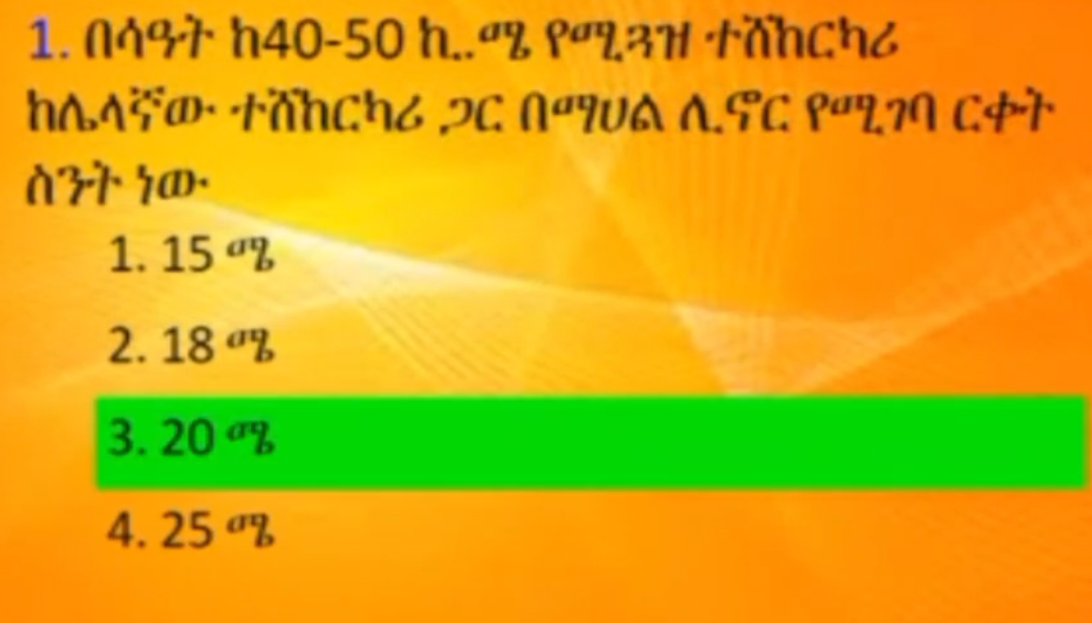 1. በሳዓት ከ40-50 ኪ..ሜ የሚጓዝ ተሽከርካሪ
ከሌላኛው ተሽከርካሪ ጋር በማሀል ሊኖር የሚገባ ርቀት
ስንት ነው
1. 15 ሜ
2. 18 ሜ
3. 20 ሜ
4. 25 ሜ